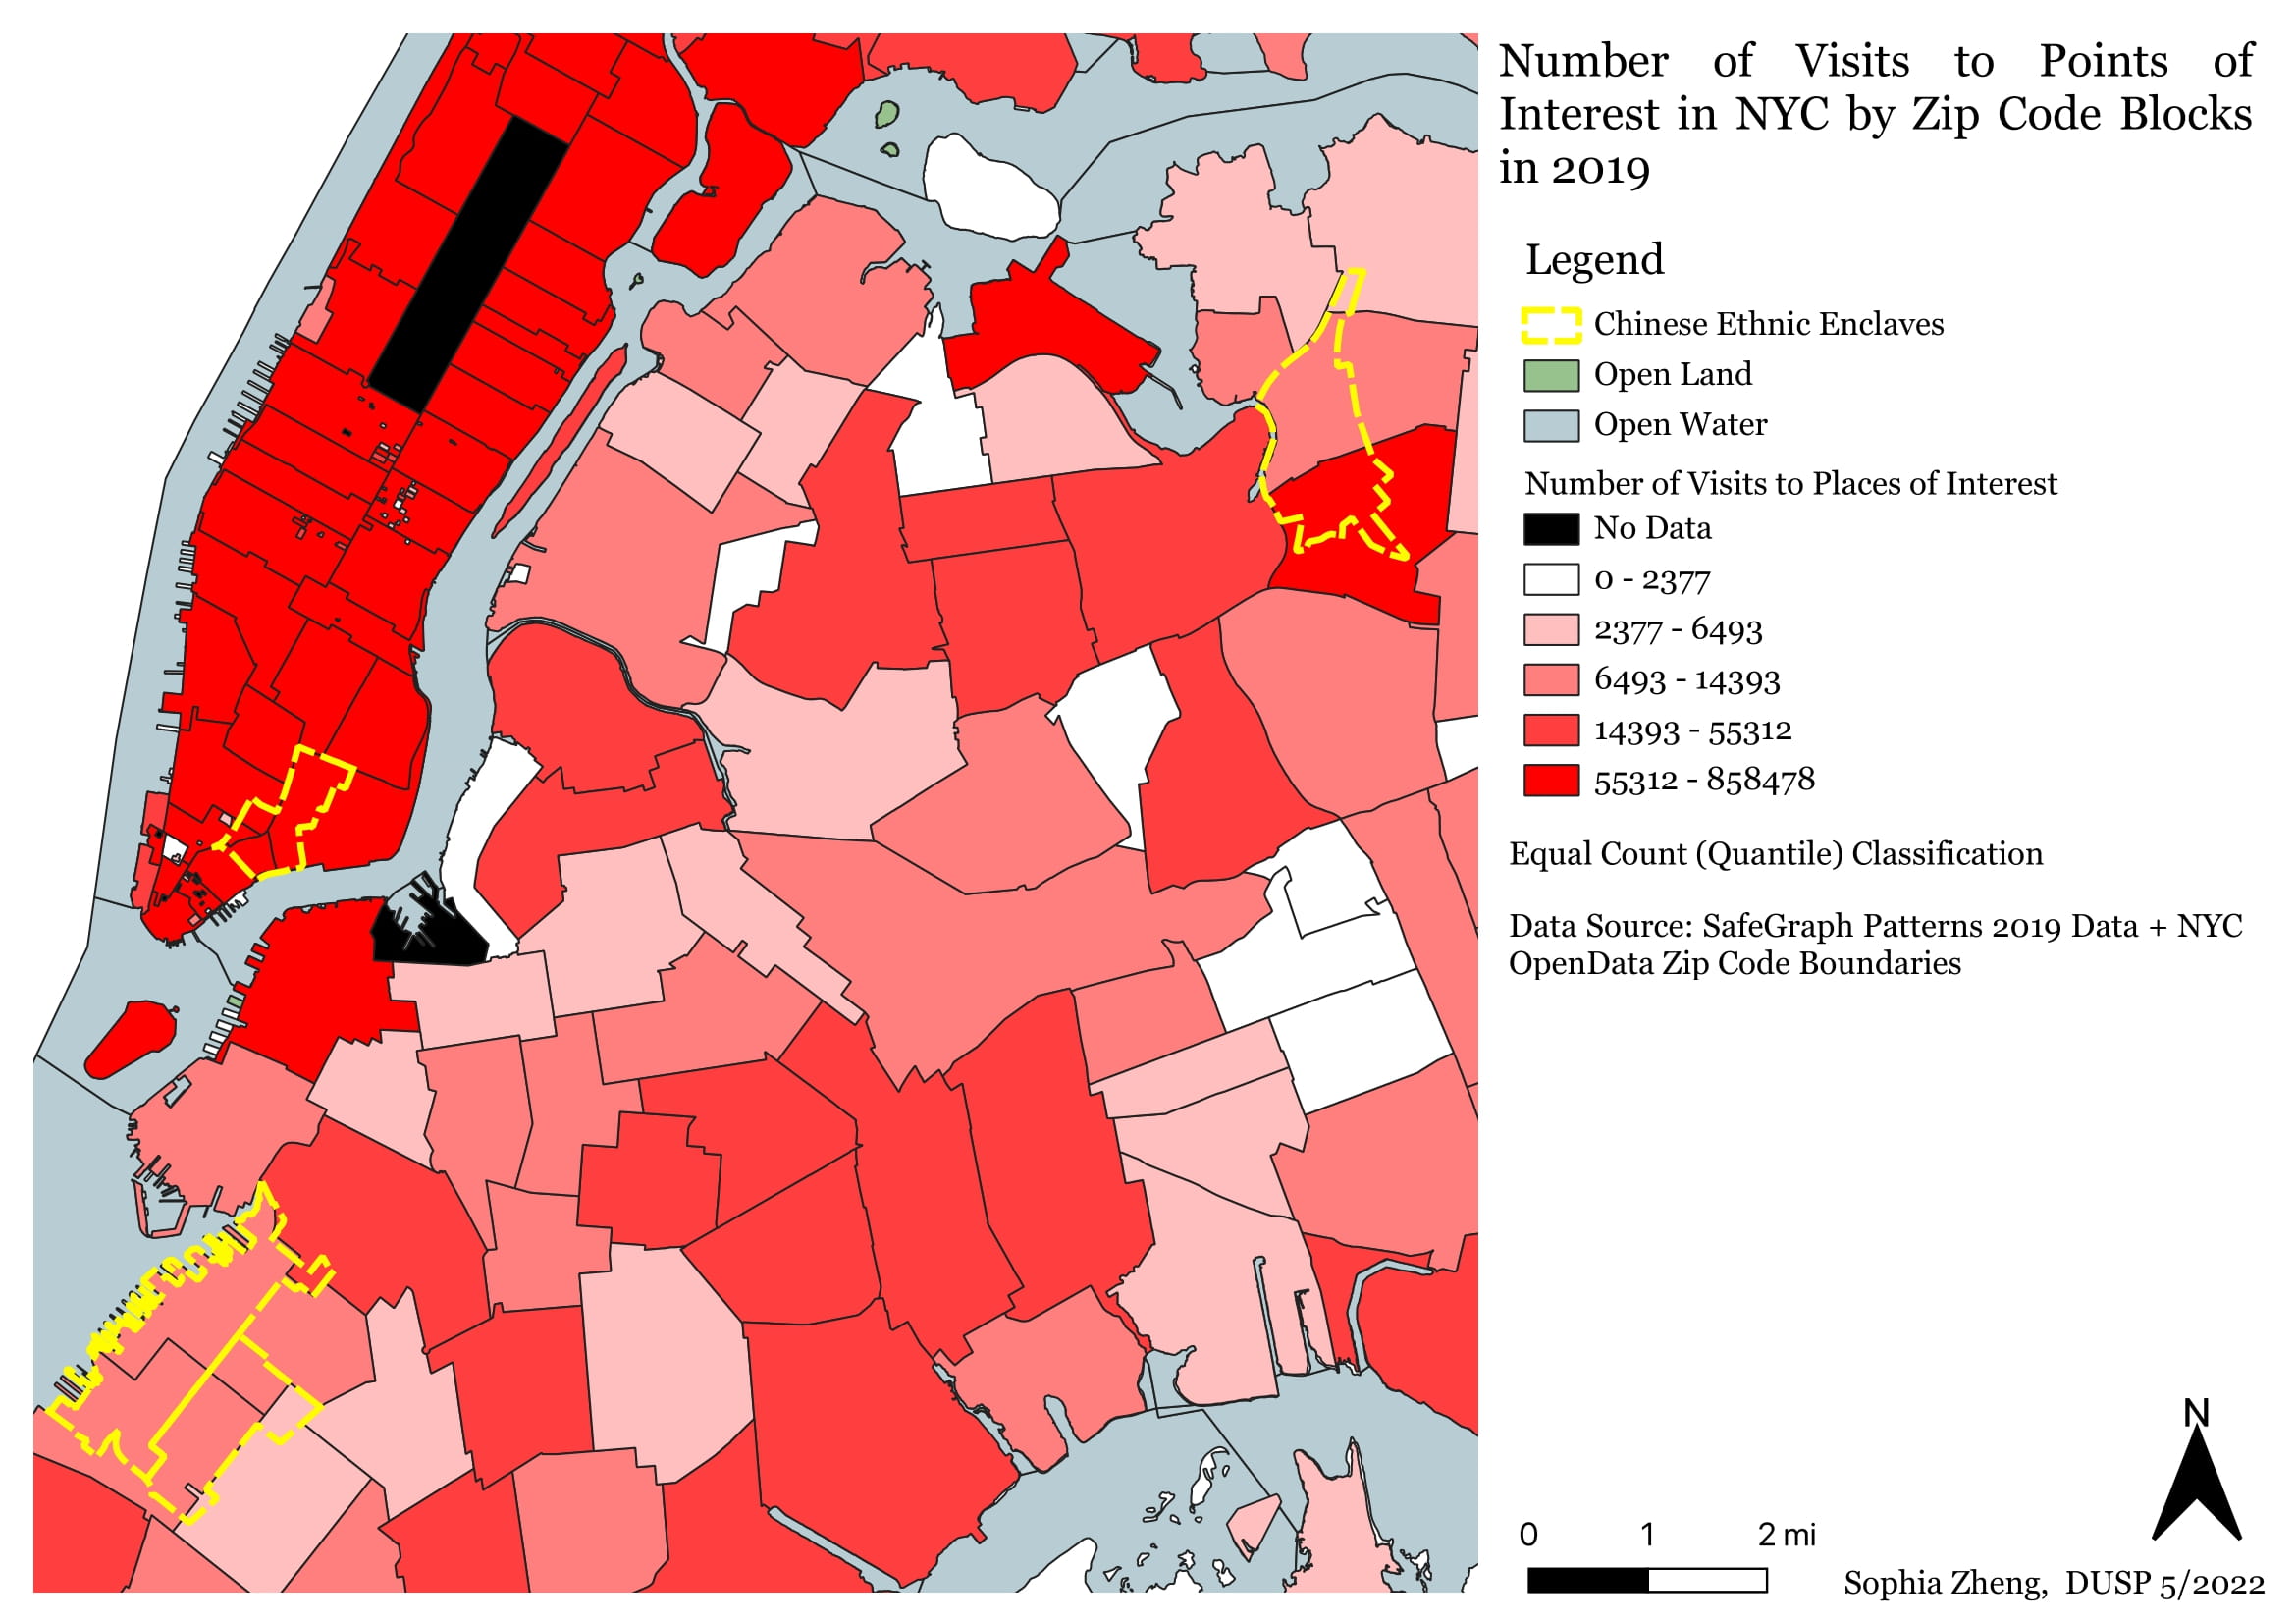 Number of Visits to Points of
Interest in NYC by Zip Code Blocks
in 2019
Legend
Chinese Ethnic Enclaves
Open Land
Open Water
Number of Visits to Places of Interest
No Data
0 - 2377
2377 - 6493
6493 - 14393
14393 - 55312
55312 - 858478
Equal Count (Quantile) Classification
Data Source: SafeGraph Patterns 2019 Data + NYC
OpenData Zip Code Boundaries
N
0 1 2 mi
Sophia Zheng, DUSP 5/2022